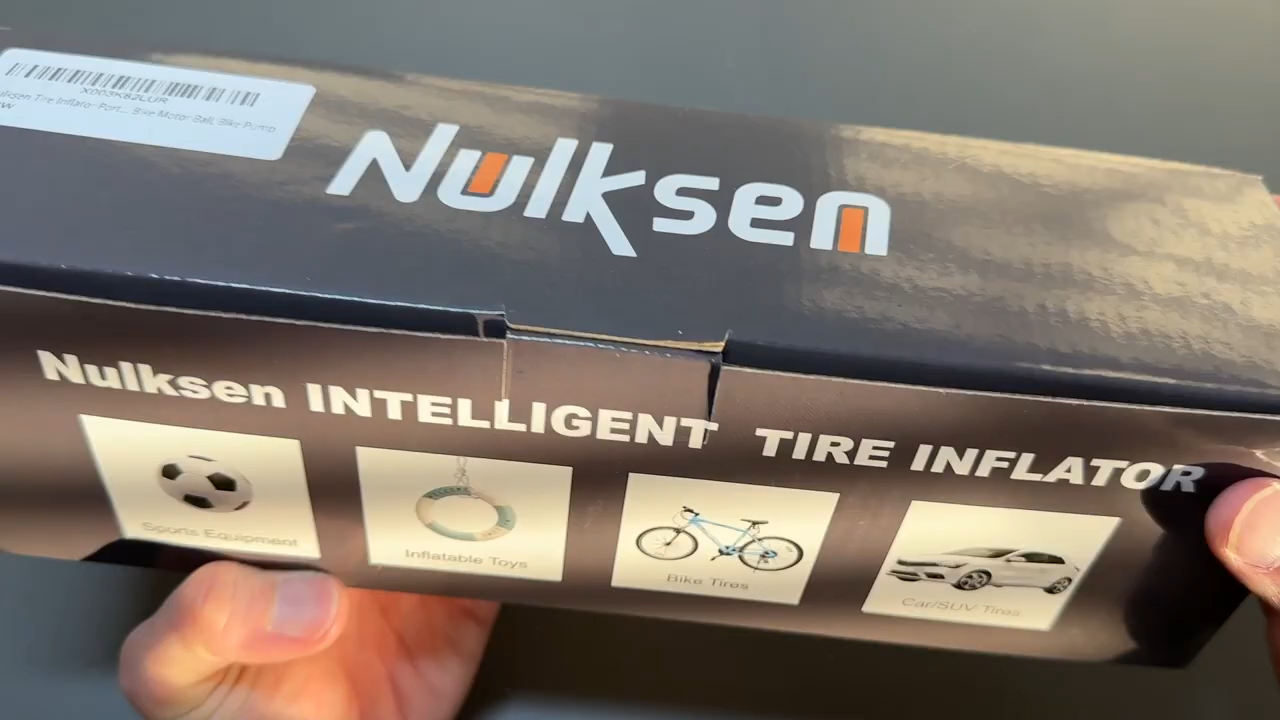 X003K82LUR
Tire Inflator Port... Bike Motor Ball, Bike Pump
Nulksen
Nulksen INTELLIGENT TIRE INFLATOR
Sports Equipment
Inflatable Toys
Bike Tires
Car/SUV Tires